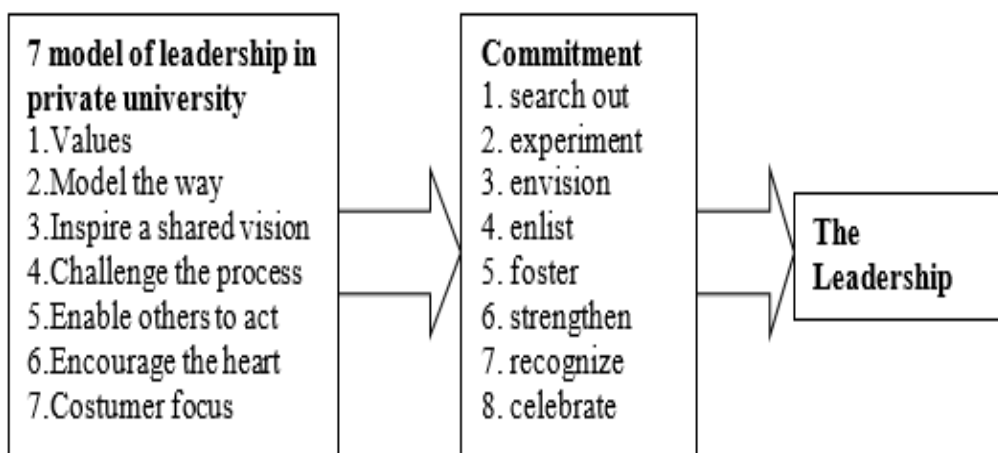 7 model of leadership in
private university
1.Values
2.Model the way
3.Inspire a shared vision
4.Challenge the process
5.Enable others to act
6.Encourage the heart
7.Costumer focus
Commitment
1. search out
2. experiment
3. envision
4. enlist
5. foster
6. strengthen
7. recognize
8. celebrate
The
Leadership